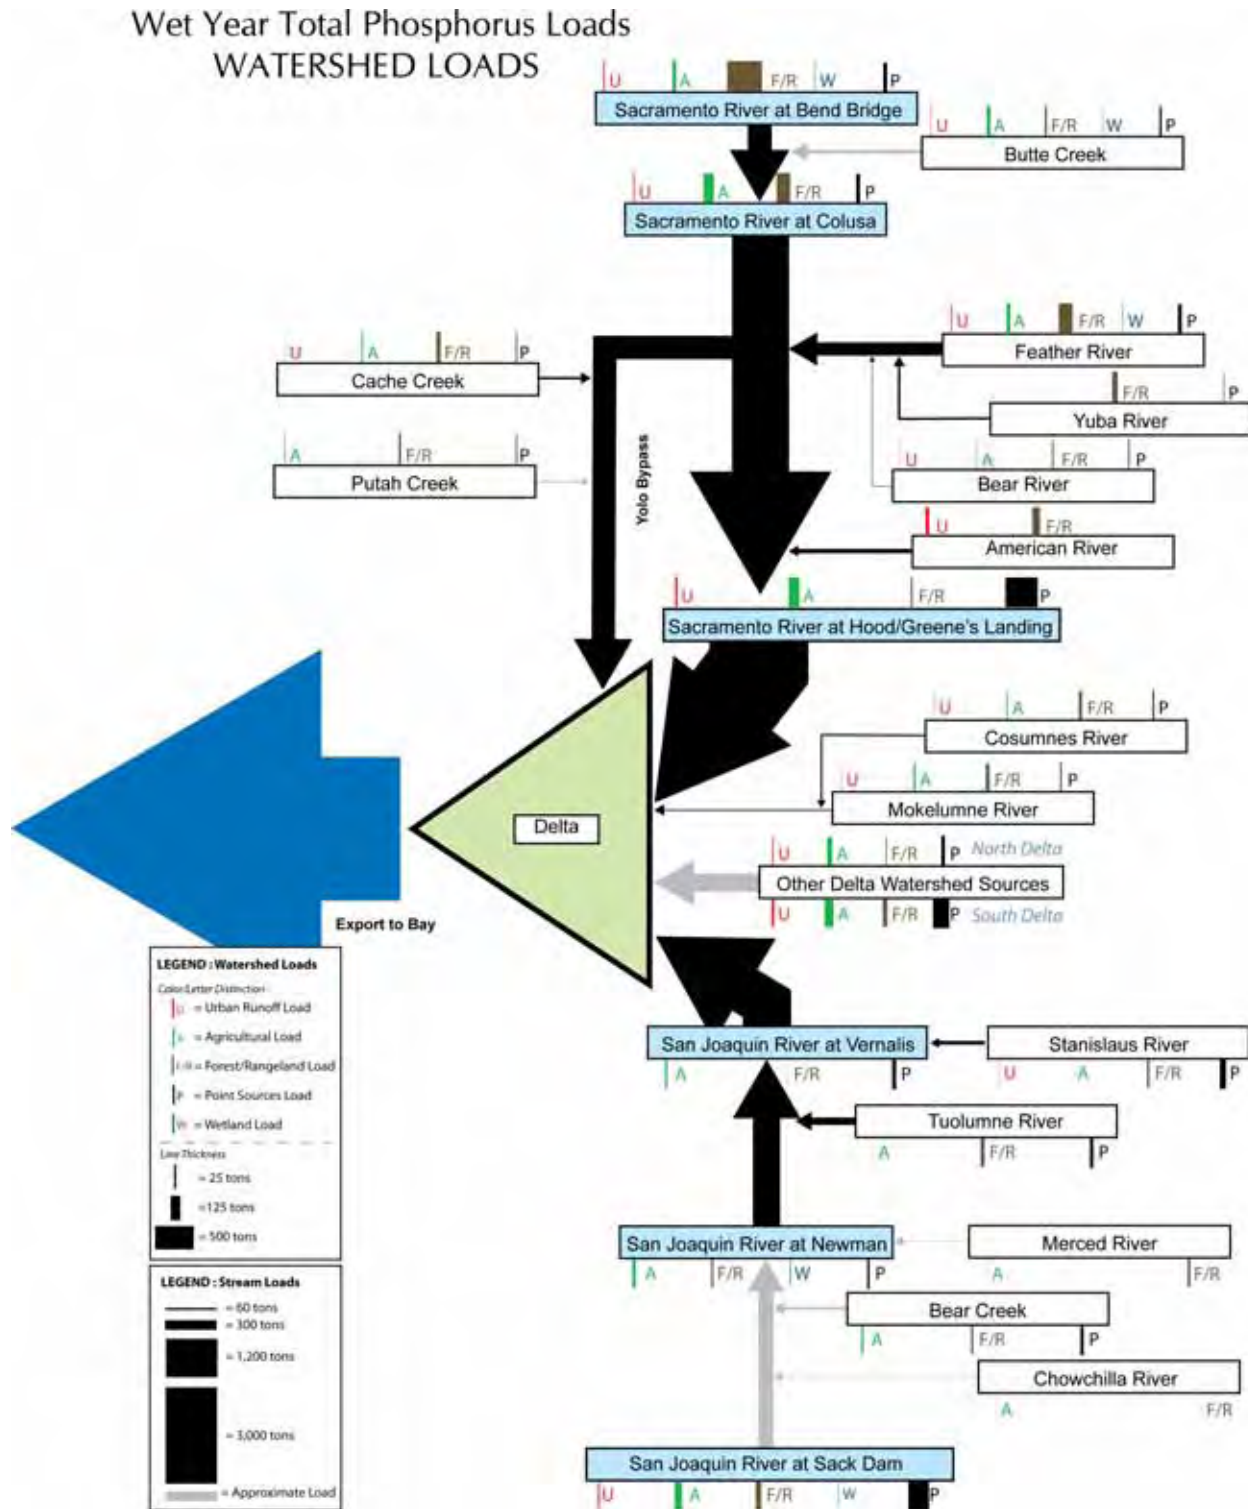 Wet Year Total Phosphorus Loads
WATERSHED LOADS
U A F/R W P
Sacramento River at Bend Bridge
U A F/R W P
Butte Creek
U A F/R P
Sacramento River at Colusa
U A F/R W P
Feather River
U A F/R P
Cache Creek
F/R P
Yuba River
A F/R P
Putah Creek
Yolo Bypass
U A F/R P
Bear River
U F/R
American River
U A F/R P
Sacramento River at Hood/Greene's Landing
U A F/R P
Cosumnes River
U A F/R P
Mokelumne River
Delta
U A F/R P North Delta
Other Delta Watershed Sources
U A F/R P South Delta
Export to Bay
LEGEND : Watershed Loads
Color/Letter Distinction
U = Urban Runoff Load
A = Agricultural Load
F/R = Forest/Rangeland Load
P = Point Sources Load
W = Wetland Load
Line Thickness
= 25 tons
=125 tons
= 500 tons
LEGEND : Stream Loads
= 60 tons
= 300 tons
= 1,200 tons
= 3,000 tons
= Approximate Load
San Joaquin River at Vernalis
A F/R P
Stanislaus River
U A F/R P
Tuolumne River
A F/R P
San Joaquin River at Newman
A F/R W P
Merced River
A F/R
Bear Creek
A F/R P
Chowchilla River
A F/R
San Joaquin River at Sack Dam
U A F/R W P